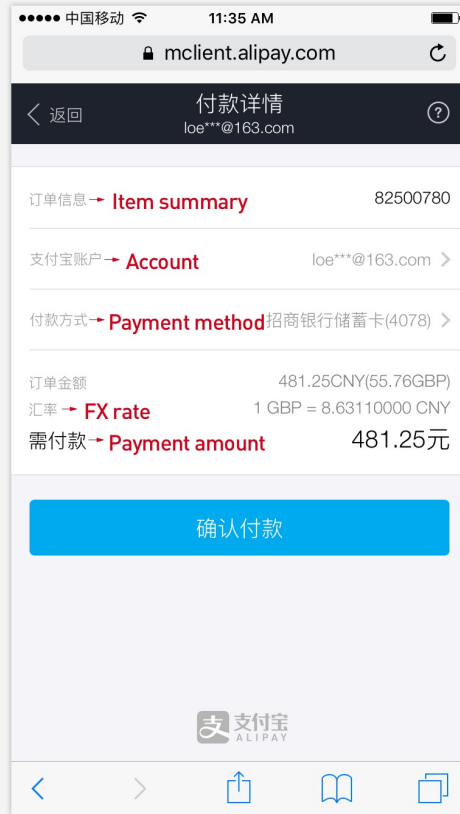 中国移动 11:35 AM
mclient.alipay.com
返回 付款详情 ?
loe***@163.com
订单信息 Item summary 82500780
支付宝账户 Account loe***@163.com
付款方式 Payment method 招商银行储蓄卡(4078)
订单金额 481.25CNY(55.76GBP)
汇率 FX rate 1 GBP = 8.63110000 CNY
需付款 Payment amount 481.25元
确认付款
支 支付宝
ALIPAY